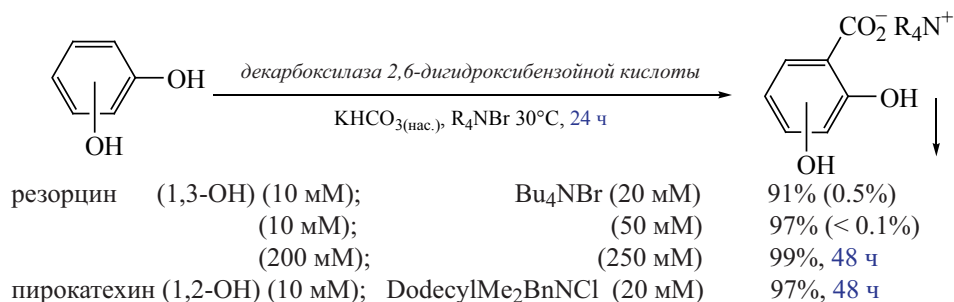 CO₂⁻ R₄N⁺
OH
декарбоксилаза 2,6-дигидроксибензойной кислоты
OH
KHCO₃(нас.), R₄NBr 30°C, 24 ч
OH
OH
резорцин (1,3-OH) (10 мМ); Bu₄NBr (20 мМ) 91% (0.5%)
(10 мМ); (50 мМ) 97% (< 0.1%)
(200 мМ); (250 мМ) 99%, 48 ч
пирокатехин (1,2-OH) (10 мМ); DodecylMe₂BnNCl (20 мМ) 97%, 48 ч